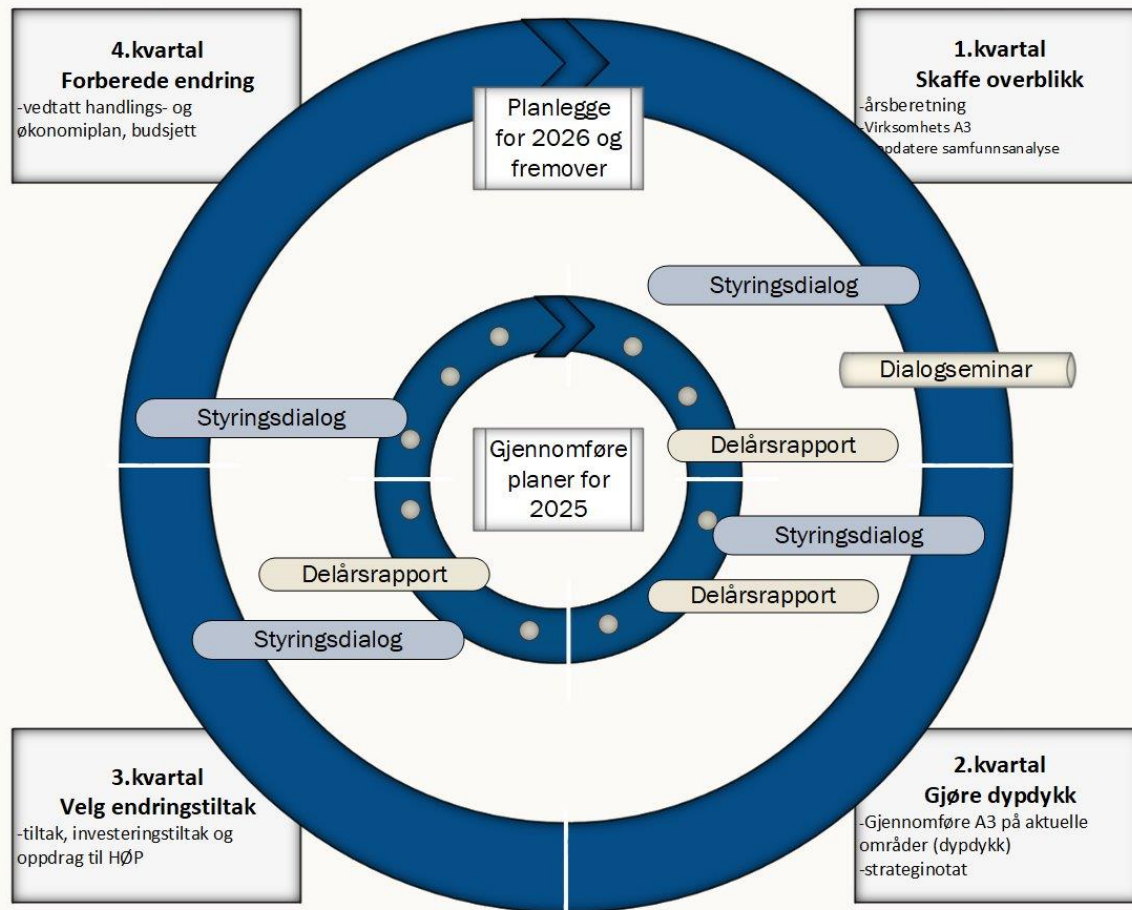 4.kvartal
Forberede endring
-vedtatt handlings- og
økonomiplan, budsjett
1.kvartal
Skaffe overblikk
-årsberetning
-Virksomhets A3
samfunnsanalyse
Planlegge
for 2026 og
fremover
Styringsdialog
Dialogseminar
Styringsdialog
Delårsrapport
Gjennomføre
planer for
2025
Styringsdialog
Delårsrapport
Delårsrapport
Styringsdialog
3.kvartal
Velg endringstiltak
-tiltak, investeringstiltak og
oppdrag til HØP
2.kvartal
Gjøre dypdykk
-Gjennomføre A3 på aktuelle
områder (dypdykk)
-strateginotat